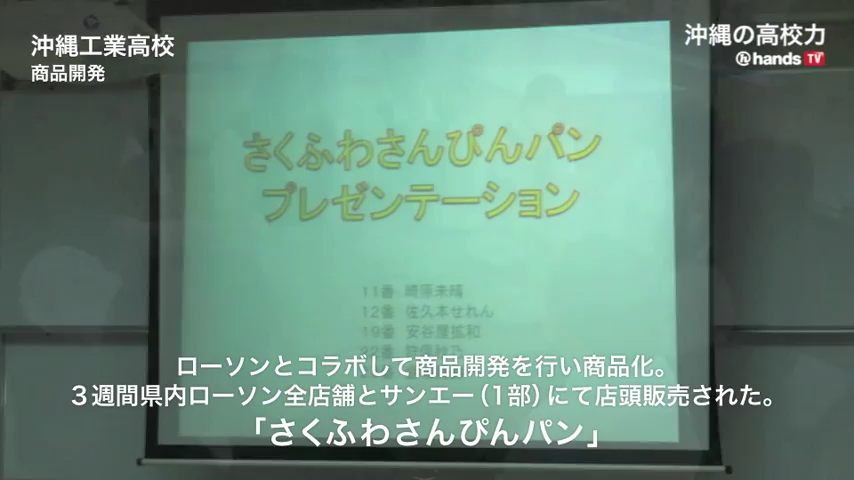 沖縄工業高校
商品開発
沖縄の高校力
hands TV
さくふわさんぴんパン
プレゼンテーション
11番 崎原未晴
12番 佐久本せれん
19番 安谷屋拡和
ローソンとコラボして商品開発を行い商品化。
３週間県内ローソン全店舗とサンエー（1部）にて店頭販売された。
「さくふわさんぴんパン」